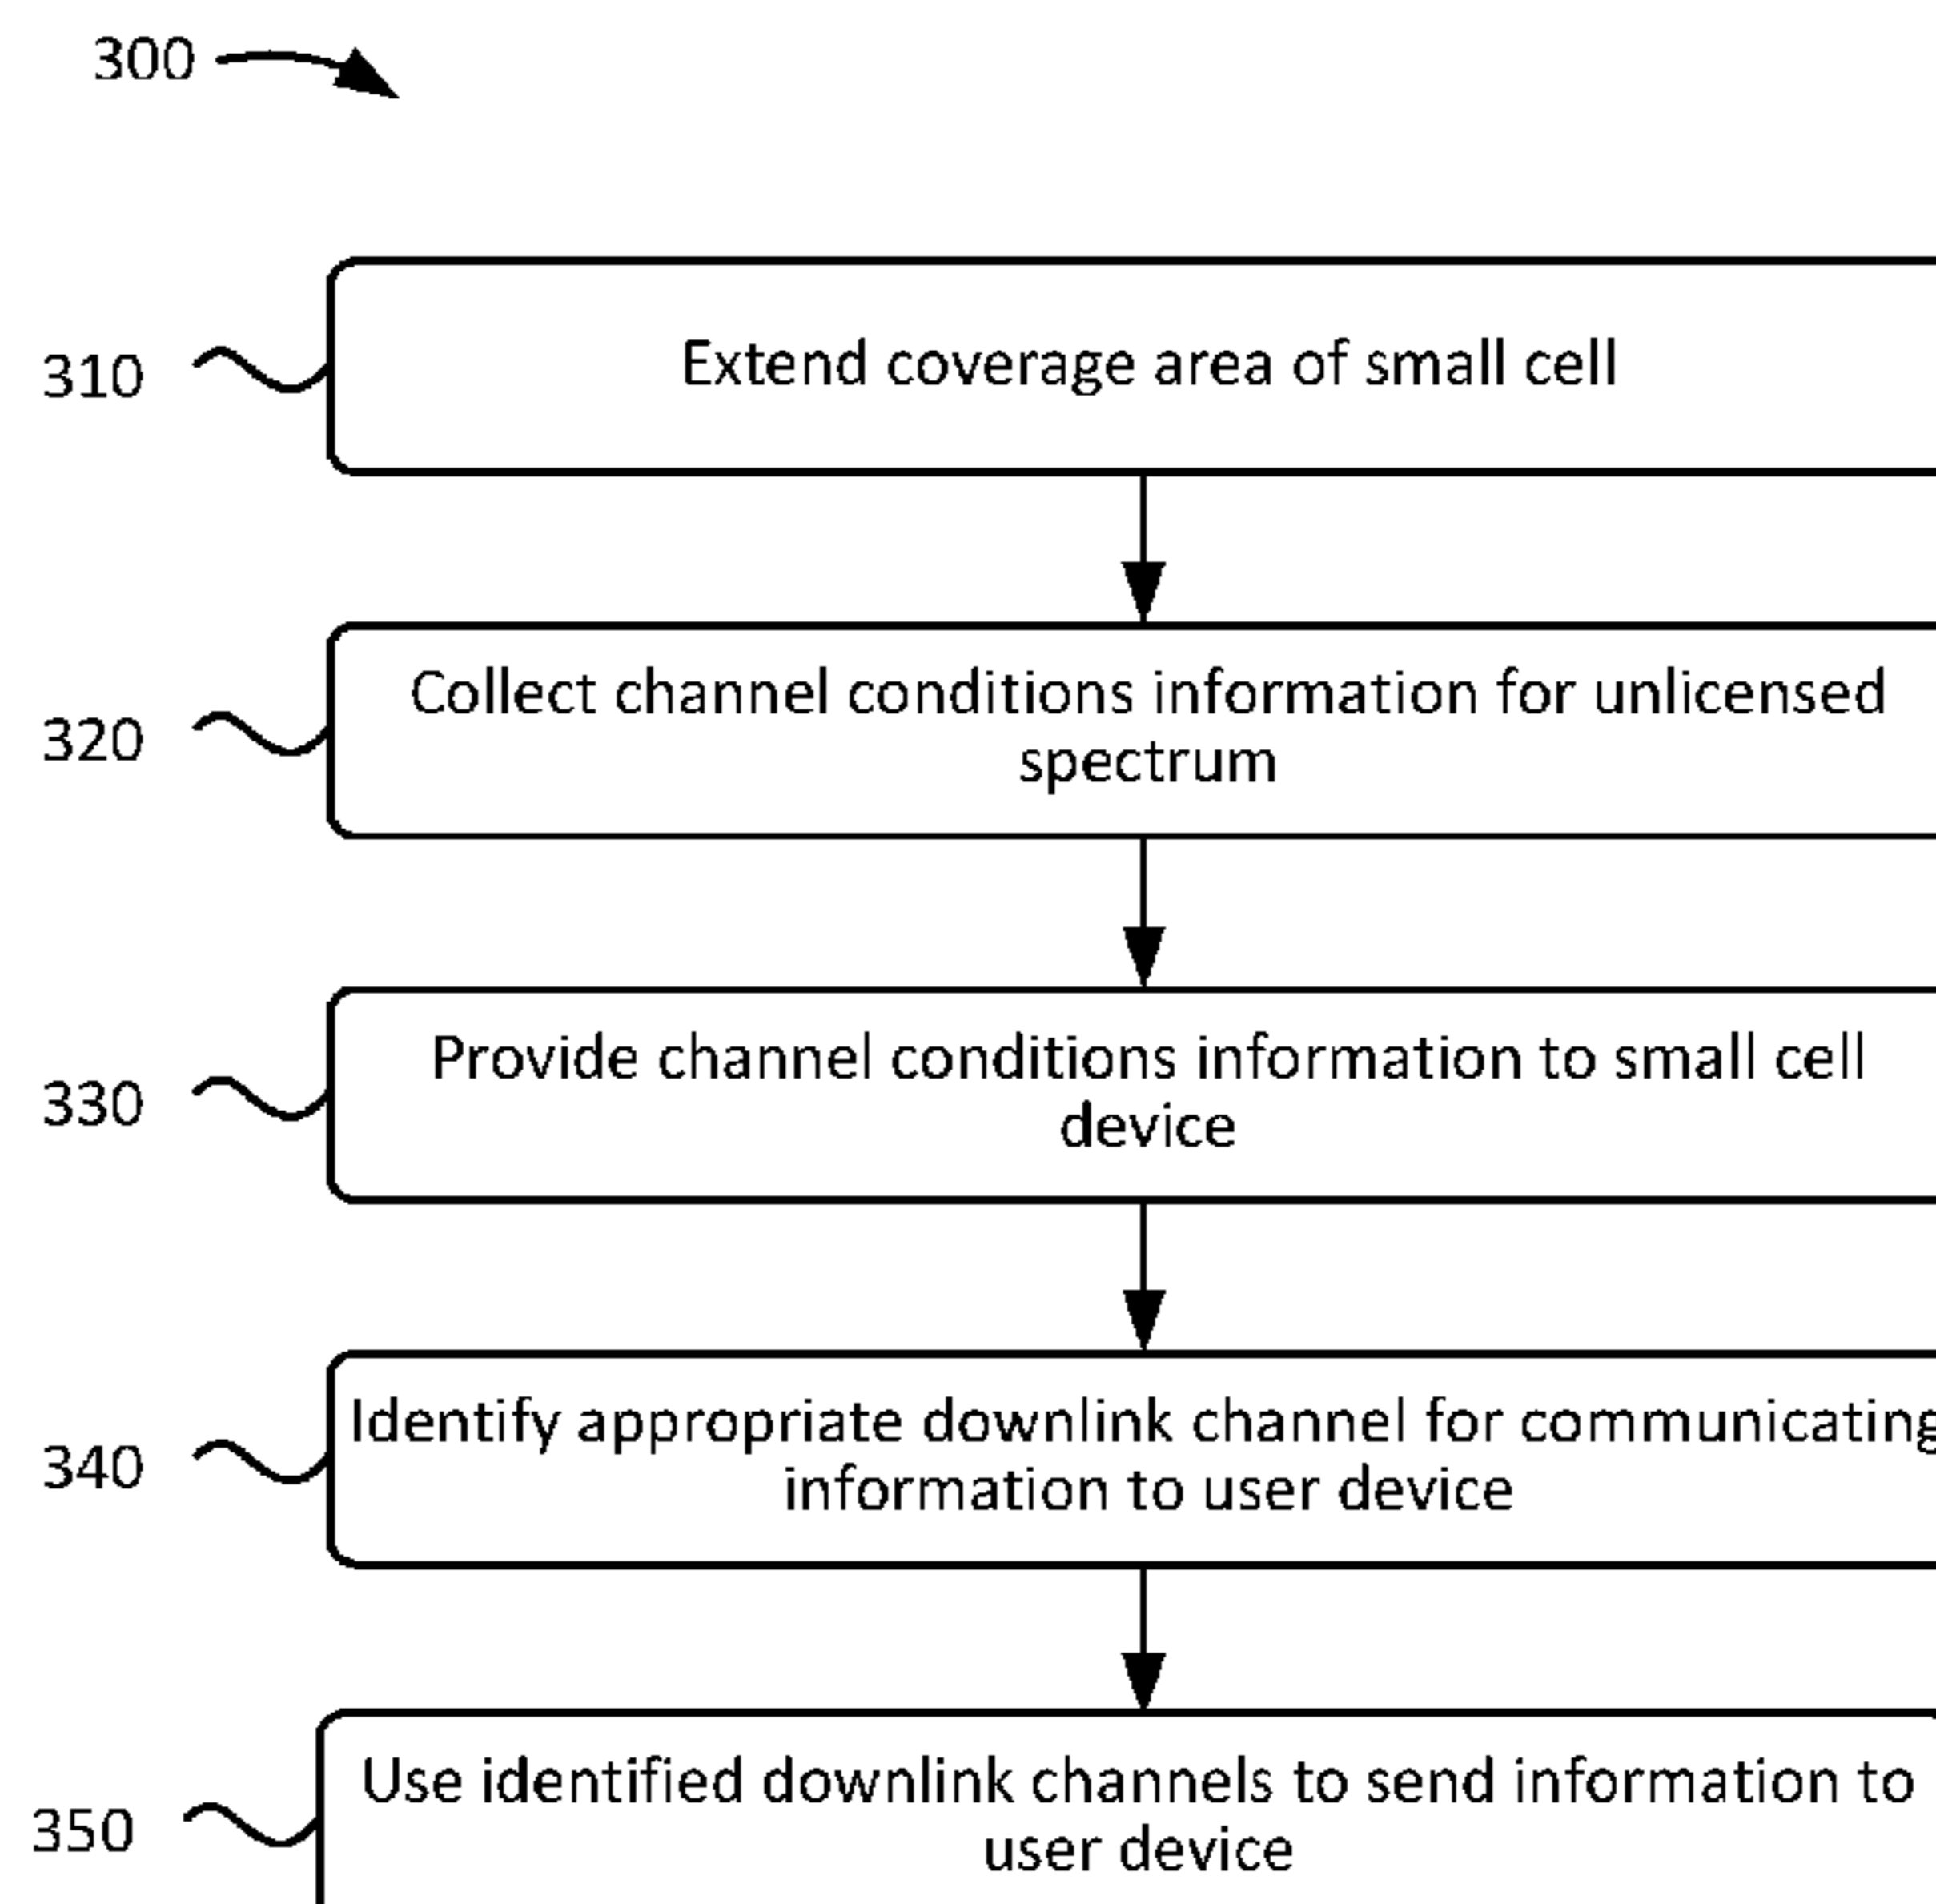 300
310
Extend coverage area of small cell
320
Collect channel conditions information for unlicensed
spectrum
330
Provide channel conditions information to small cell
device
340
Identify appropriate downlink channel for communicating
information to user device
350
Use identified downlink channels to send information to
user device